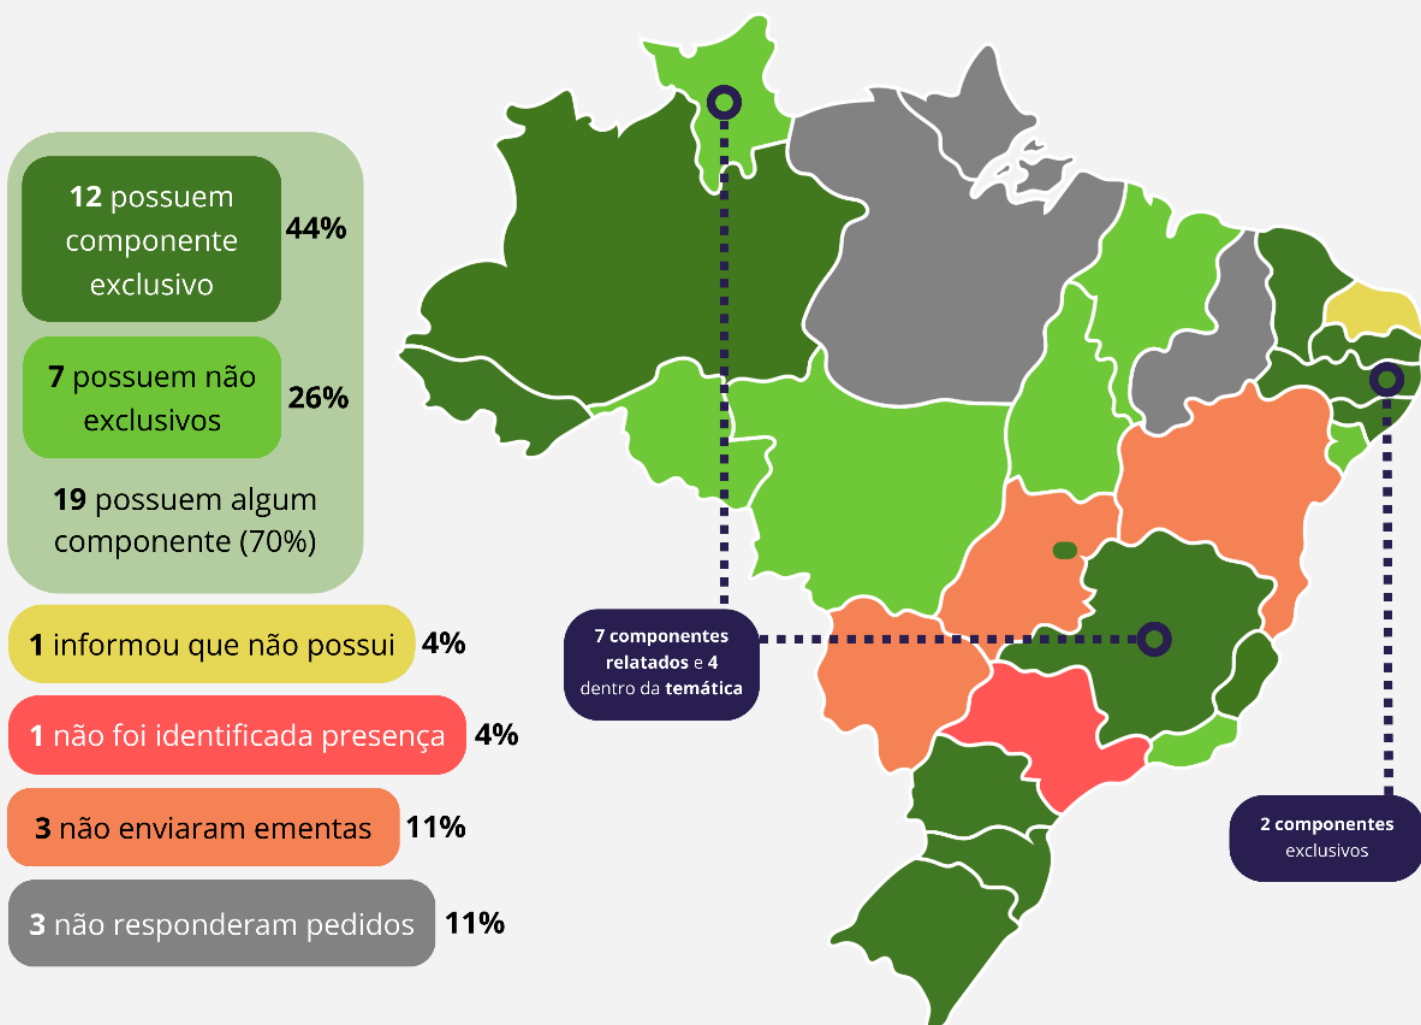 12 possuem
componente
exclusivo
44%
7 possuem não
exclusivos
26%
19 possuem algum
componente (70%)
1 informou que não possui
4%
1 não foi identificada presença
4%
3 não enviaram ementas
11%
3 não responderam pedidos
11%
7 componentes
relatados e 4
dentro da temática
2 componentes
exclusivos